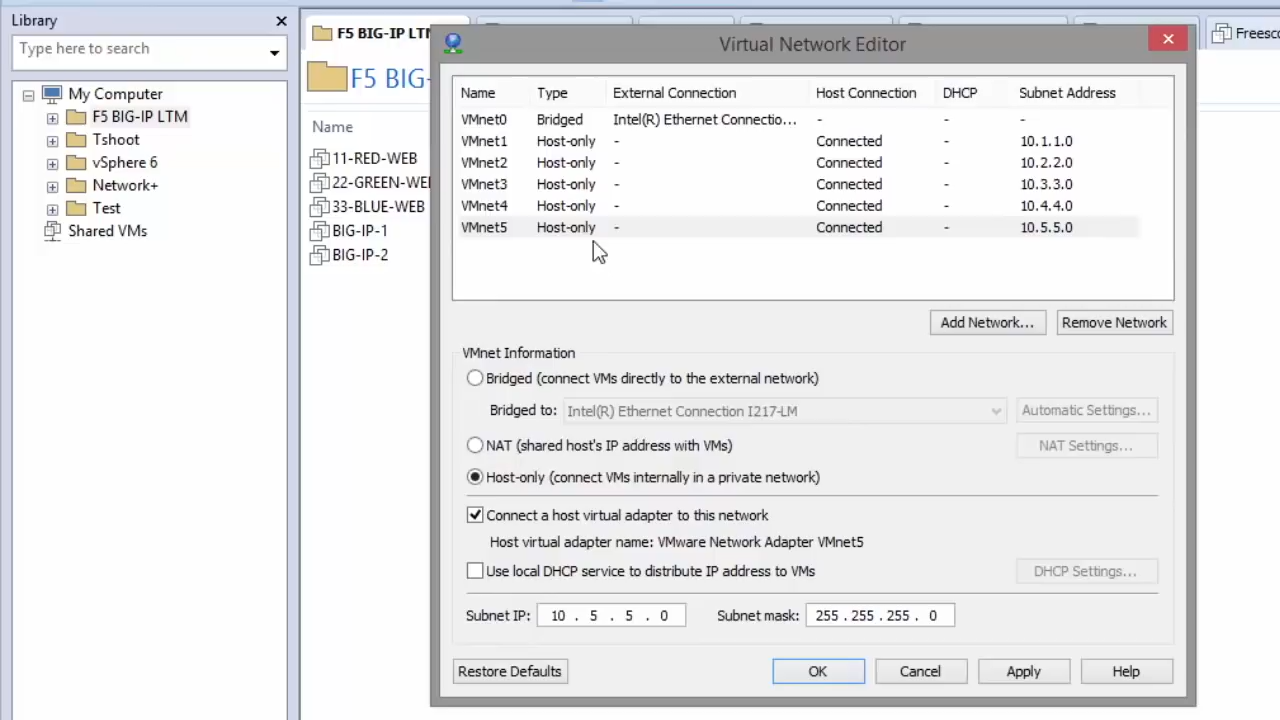 Library
Type here to search
My Computer
F5 BIG-IP LTM
Tshoot
vSphere 6
Network+
Test
Shared VMs
F5 BIG-IP LTM
F5 BIG-
Name
11-RED-WEB
22-GREEN-WEB
33-BLUE-WEB
BIG-IP-1
BIG-IP-2
Freesco
Virtual Network Editor
Name Type External Connection Host Connection DHCP Subnet Address
VMnet0 Bridged Intel(R) Ethernet Connectio... - - -
VMnet1 Host-only - Connected - 10.1.1.0
VMnet2 Host-only - Connected - 10.2.2.0
VMnet3 Host-only - Connected - 10.3.3.0
VMnet4 Host-only - Connected - 10.4.4.0
VMnet5 Host-only - Connected - 10.5.5.0
Add Network... Remove Network
VMnet Information
Bridged (connect VMs directly to the external network)
Bridged to: Intel(R) Ethernet Connection I217-LM Automatic Settings...
NAT (shared host's IP address with VMs) NAT Settings...
Host-only (connect VMs internally in a private network)
Connect a host virtual adapter to this network
Host virtual adapter name: VMware Network Adapter VMnet5
Use local DHCP service to distribute IP address to VMs DHCP Settings...
Subnet IP: 10 . 5 . 5 . 0 Subnet mask: 255 . 255 . 255 . 0
Restore Defaults OK Cancel Apply Help